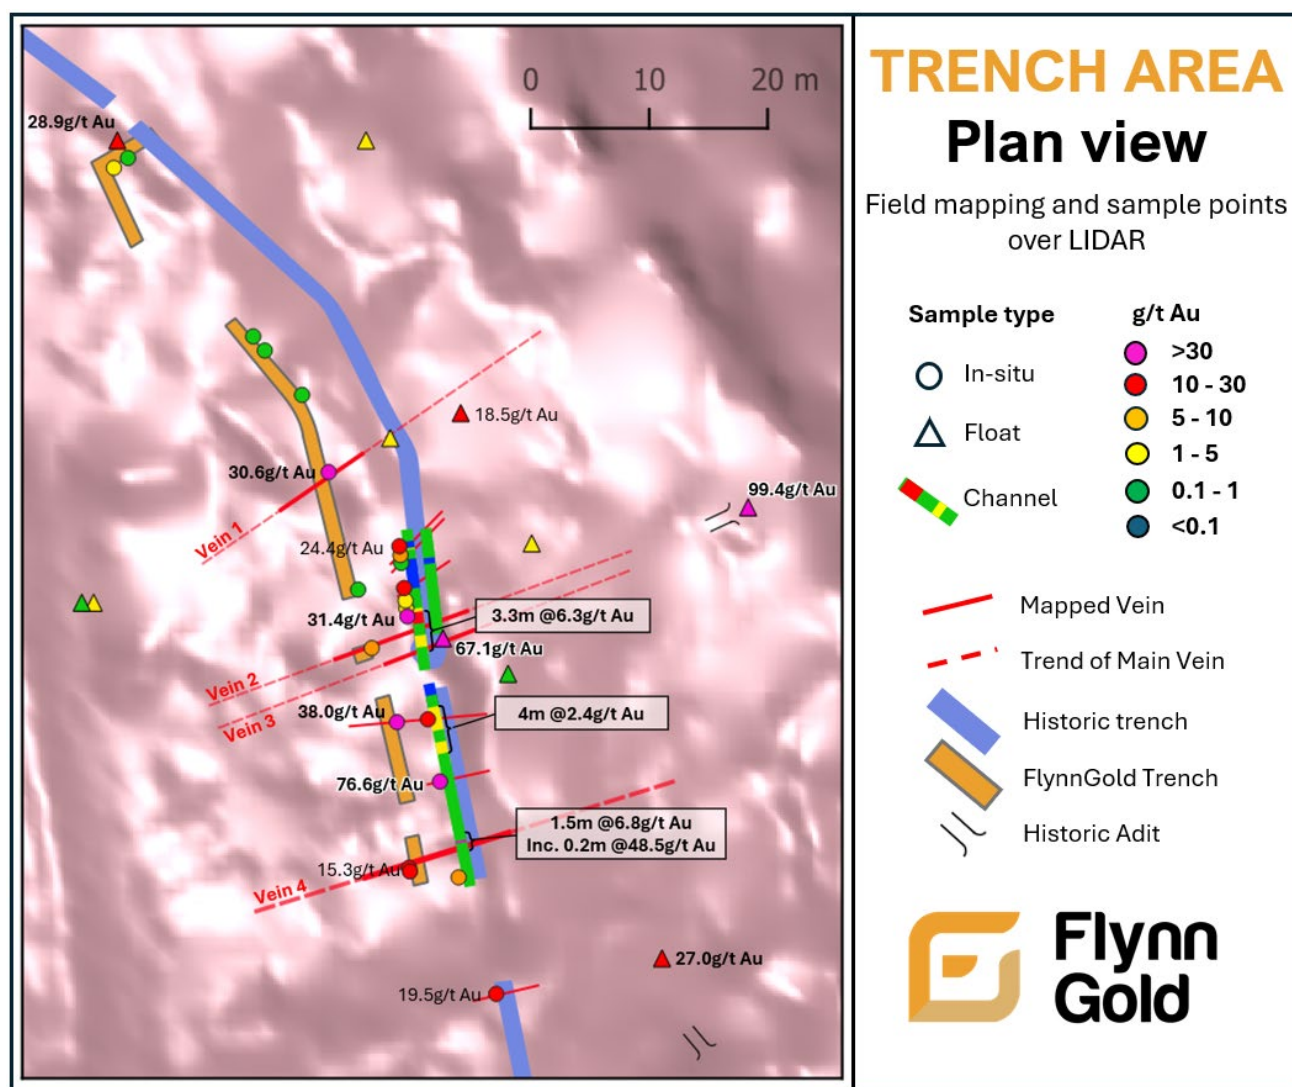 0 10 20 m
28.9g/t Au
18.5g/t Au
30.6g/t Au
99.4g/t Au
Vein 1
24.4g/t Au
31.4g/t Au
3.3m @6.3g/t Au
67.1g/t Au
Vein 2
Vein 3
38.0g/t Au
4m @2.4g/t Au
76.6g/t Au
1.5m @6.8g/t Au
Inc. 0.2m @48.5g/t Au
15.3g/t Au
Vein 4
27.0g/t Au
19.5g/t Au
TRENCH AREA
Plan view
Field mapping and sample points
over LIDAR
Sample type
In-situ
Float
Channel
g/t Au
>30
10 - 30
5 - 10
1 - 5
0.1 - 1
<0.1
Mapped Vein
Trend of Main Vein
Historic trench
FlynnGold Trench
Historic Adit
Flynn
Gold